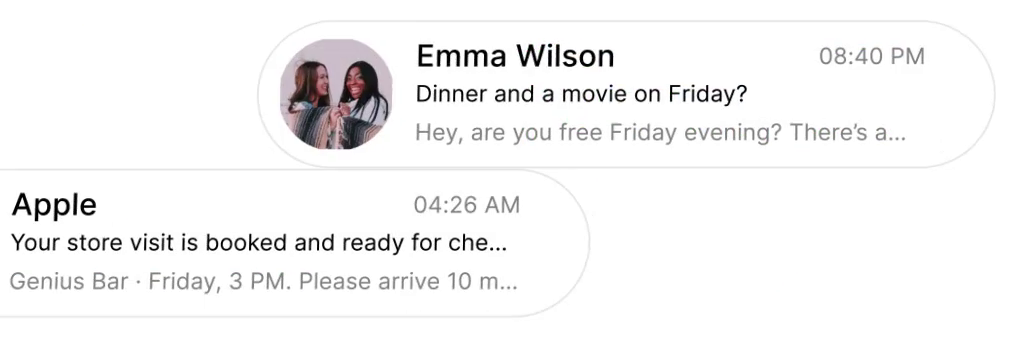 Emma Wilson 08:40 PM
Dinner and a movie on Friday?
Hey, are you free Friday evening? There’s a...
Apple 04:26 AM
Your store visit is booked and ready for che...
Genius Bar · Friday, 3 PM. Please arrive 10 m...